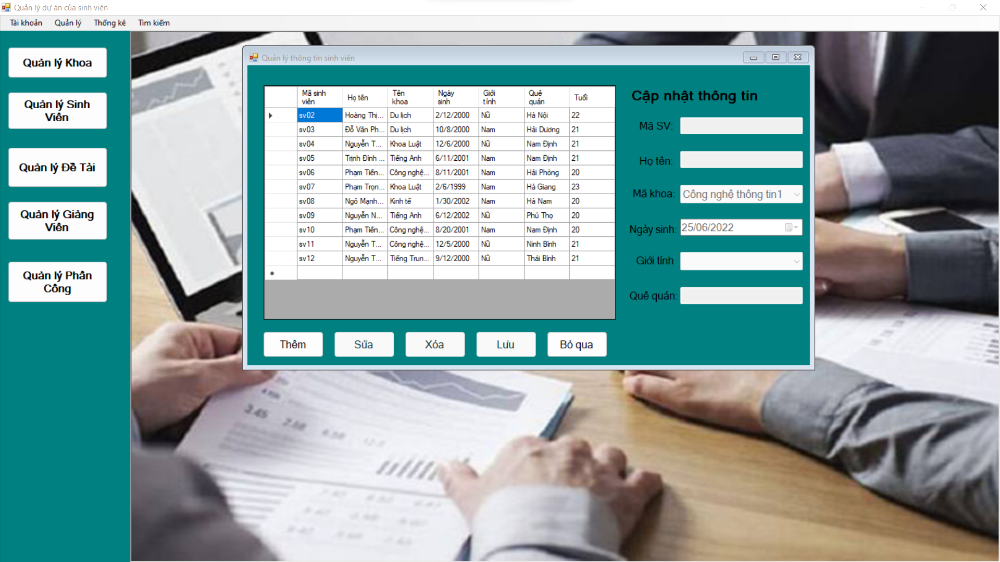 Quản lý dự án của sinh viên
Tài khoản Quản lý Thống kê Tìm kiếm
Quản lý Khoa
Quản lý Sinh
Viên
Quản lý Đề Tài
Quản lý Giảng
Viên
Quản lý Phân
Công
Quản lý thông tin sinh viên
Mã sinh viên Họ tên Tên khoa Ngày sinh Giới tính Quê quán Tuổi
sv02 Hoàng Thị... Du lịch 2/12/2000 Nữ Hà Nội 22
sv03 Đỗ Văn Ph... Du lịch 10/8/2000 Nam Hải Dương 21
sv04 Nguyễn T... Khoa Luật 12/6/2000 Nữ Nam Định 21
sv05 Trịnh Đình ... Tiếng Anh 6/11/2001 Nam Nam Định 21
sv06 Phạm Tiến... Công nghệ... 8/11/2001 Nam Hải Phòng 20
sv07 Phạm Trọn... Khoa Luật 2/6/1999 Nam Hà Giang 23
sv08 Ngô Mạnh... Kinh tế 1/30/2002 Nam Hà Nam 20
sv09 Nguyễn N... Tiếng Anh 6/12/2002 Nữ Phú Thọ 20
sv10 Phạm Tiến... Công nghệ... 8/20/2001 Nam Nam Định 20
sv11 Nguyễn T... Công nghệ... 12/5/2000 Nữ Ninh Bình 21
sv12 Nguyễn T... Tiếng Trun... 9/12/2000 Nữ Thái Bình 21
Thêm Sửa Xóa Lưu Bỏ qua
Cập nhật thông tin
Mã SV:
Họ tên:
Mã khoa: Công nghệ thông tin1
Ngày sinh: 25/06/2022
Giới tính
Quê quán:
3.45
2.58